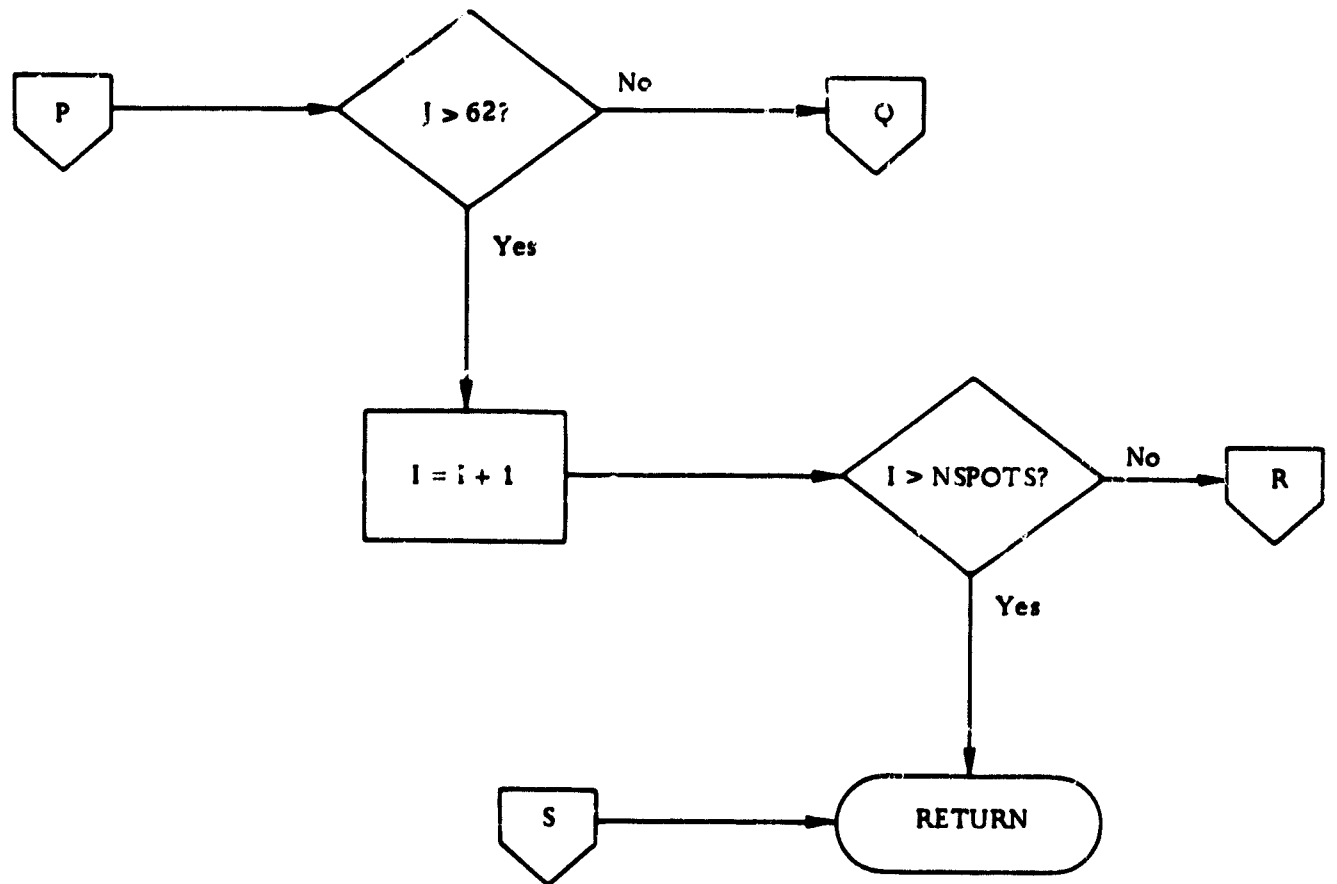 P
J > 62?
No
Q
Yes
I = i + 1
I > NSPOTS?
No
R
Yes
S
RETURN